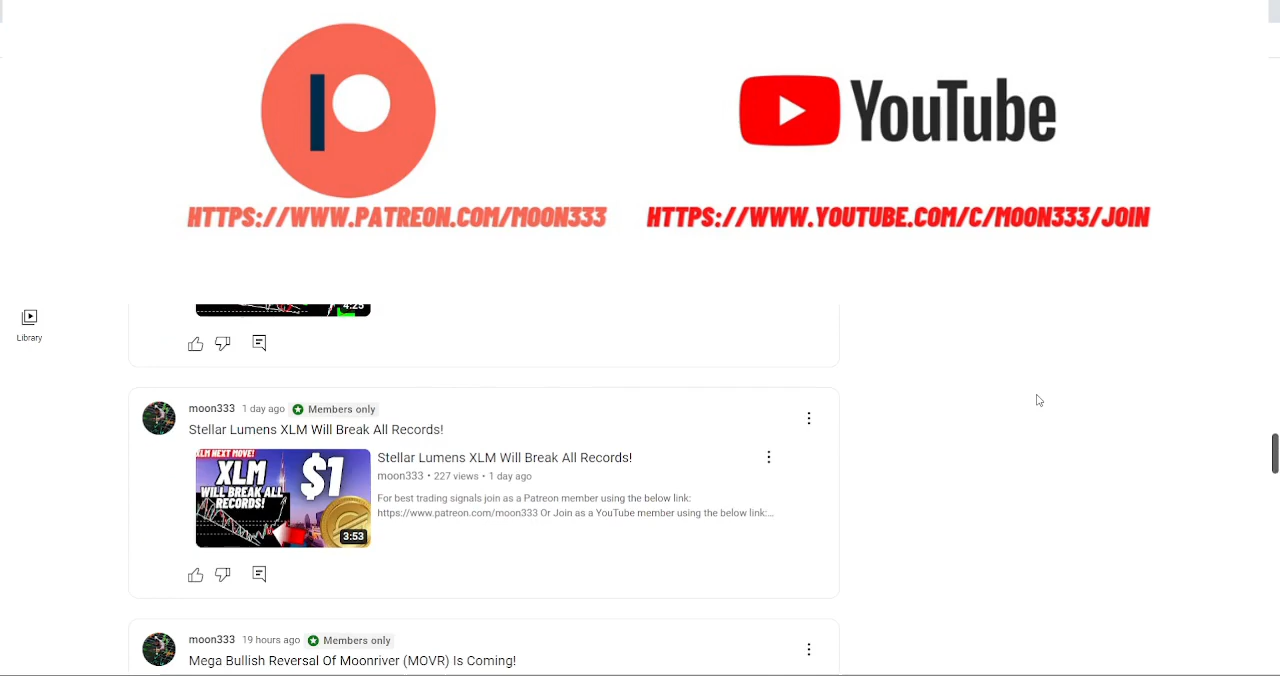 YouTube
HTTPS://WWW.PATREON.COM/MOON333
HTTPS://WWW.YOUTUBE.COM/C/MOON333/JOIN
Library
4:25
moon333 1 day ago Members only
Stellar Lumens XLM Will Break All Records!
XLM NEXT MOVE!
XLM
WILL BREAK ALL
RECORDS!
$1
3:53
Stellar Lumens XLM Will Break All Records!
moon333 • 227 views • 1 day ago
For best trading signals join as a Patreon member using the below link:
https://www.patreon.com/moon333 Or Join as a YouTube member using the below link:...
moon333 19 hours ago Members only
Mega Bullish Reversal Of Moonriver (MOVR) Is Coming!